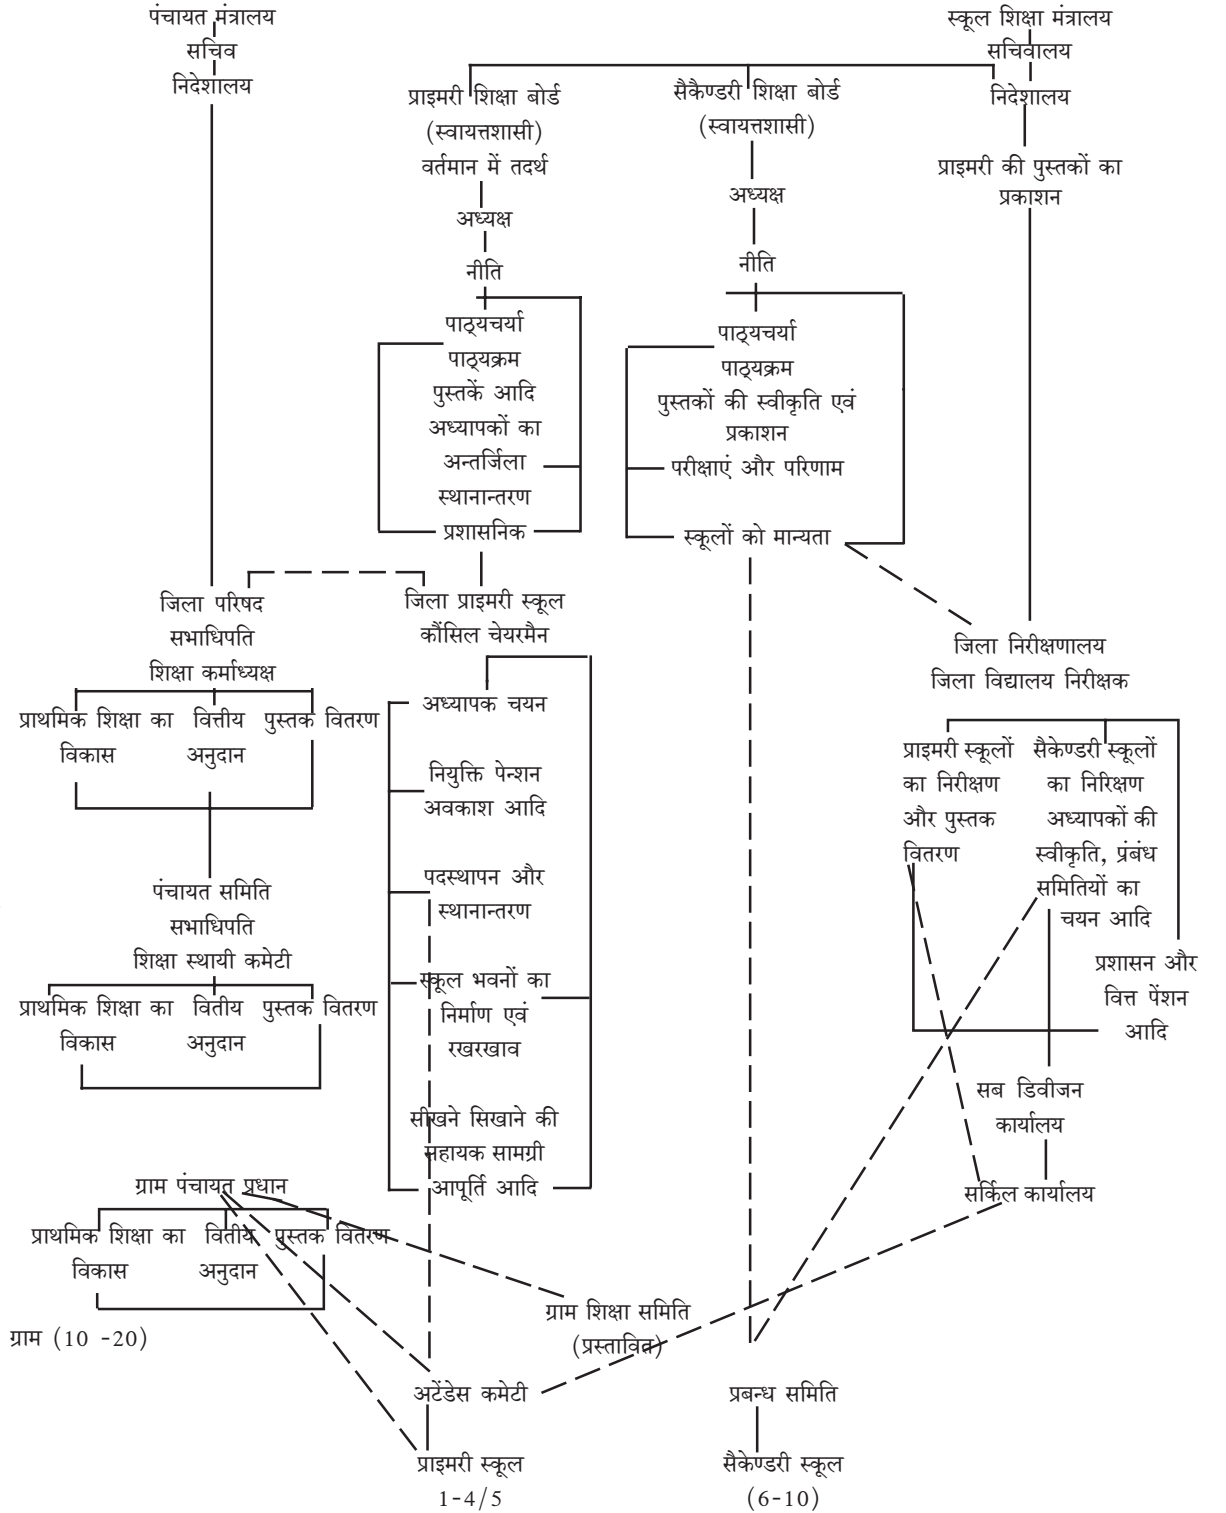 पंचायत मंत्रालय
सचिव
निदेशालय
स्कूल शिक्षा मंत्रालय
सचिवालय
निदेशालय
प्राइमरी की पुस्तकों का
प्रकाशन
प्राइमरी शिक्षा बोर्ड
(स्वायत्तशासी)
वर्तमान में तदर्थ
अध्यक्ष
नीति
पाठ्यचर्या
पाठ्यक्रम
पुस्तकें आदि
अध्यापकों का
अन्तर्जिला
स्थानान्तरण
प्रशासनिक
सैकैण्डरी शिक्षा बोर्ड
(स्वायत्तशासी)
अध्यक्ष
नीति
पाठ्यचर्या
पाठ्यक्रम
पुस्तकों की स्वीकृति एवं
प्रकाशन
परीक्षाएं और परिणाम
स्कूलों को मान्यता
जिला परिषद
सभाधिपति
शिक्षा कर्माध्यक्ष
प्राथमिक शिक्षा का
विकास
वित्तीय
अनुदान
पुस्तक वितरण
जिला प्राइमरी स्कूल
कौंसिल चेयरमैन
अध्यापक चयन
नियुक्ति पेन्शन
अवकाश आदि
पदस्थापन और
स्थानान्तरण
स्कूल भवनों का
निर्माण एवं
रखरखाव
सीखने सिखाने की
सहायक सामग्री
आपूर्ति आदि
जिला निरीक्षणालय
जिला विद्यालय निरीक्षक
प्राइमरी स्कूलों
का निरीक्षण
और पुस्तक
वितरण
सैकेण्डरी स्कूलों
का निरिक्षण
अध्यापकों की
स्वीकृति, प्रंबंध
समितियों का
चयन आदि
प्रशासन और
वित्त पेंशन
आदि
पंचायत समिति
सभाधिपति
शिक्षा स्थायी कमेटी
प्राथमिक शिक्षा का
विकास
वितीय
अनुदान
पुस्तक वितरण
सब डिवीजन
कार्यालय
सर्किल कार्यालय
ग्राम पंचायत प्रधान
प्राथमिक शिक्षा का
विकास
वितीय
अनुदान
पुस्तक वितरण
ग्राम (10 -20)
ग्राम शिक्षा समिति
(प्रस्तावित)
अटेंडेस कमेटी
प्राइमरी स्कूल
1-4/5
प्रबन्ध समिति
सैकेण्डरी स्कूल
(6-10)